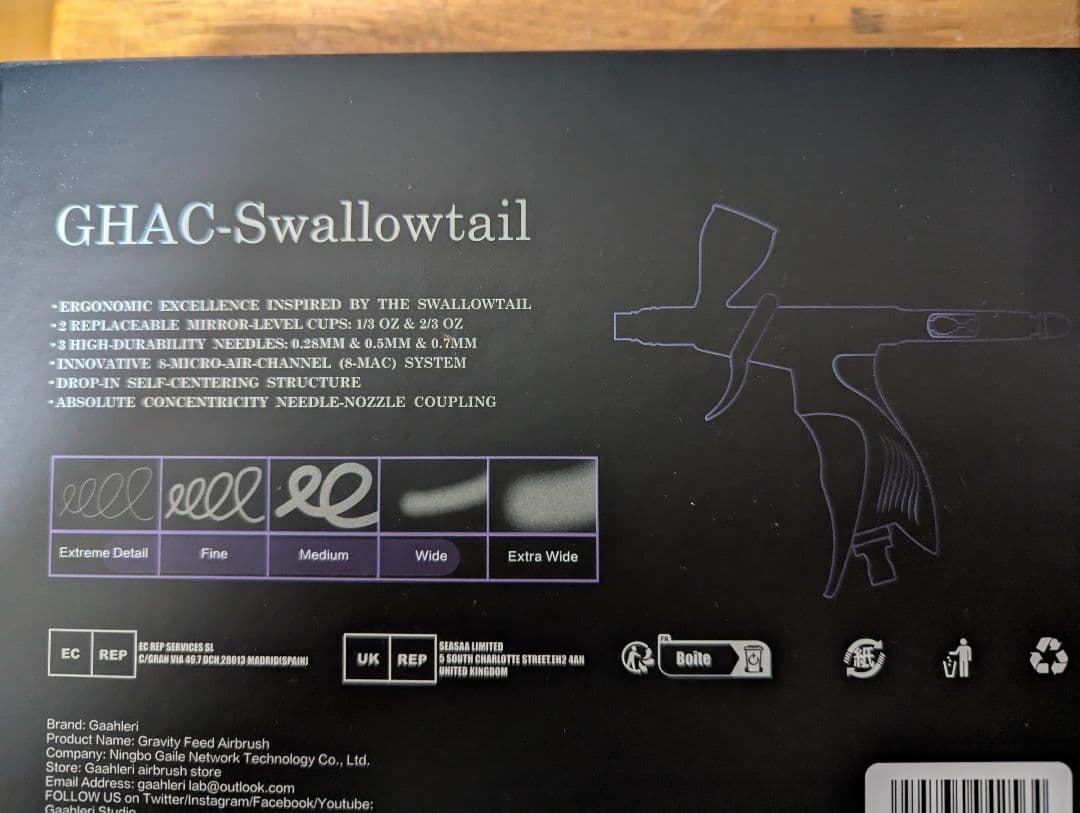 GHAC-Swallowtail
•ERGONOMIC EXCELLENCE INSPIRED BY THE SWALLOWTAIL
•2 REPLACEABLE MIRROR-LEVEL CUPS: 1/3 OZ & 2/3 OZ
•3 HIGH-DURABILITY NEEDLES: 0.28MM & 0.5MM & 0.7MM
•INNOVATIVE 8-MICRO-AIR-CHANNEL (8-MAC) SYSTEM
•DROP-IN SELF-CENTERING STRUCTURE
•ABSOLUTE CONCENTRICITY NEEDLE-NOZZLE COUPLING
Extreme Detail Fine Medium Wide Extra Wide
EC REP
EC REP SERVICES SL
C/GRAN VIA 49,7 DCH,28013 MADRID(SPAIN)
UK REP
SEASAA LIMITED
5 SOUTH CHARLOTTE STREET,EH2 4AN
UNITED KINGDOM
FR
Boîte
紙
Brand: Gaahleri
Product Name: Gravity Feed Airbrush
Company: Ningbo Gaile Network Technology Co., Ltd.
Store: Gaahleri airbrush store
Email Address: gaahleri lab@outlook.com
FOLLOW US on Twitter/Instagram/Facebook/Youtube:
Gaahleri Studio